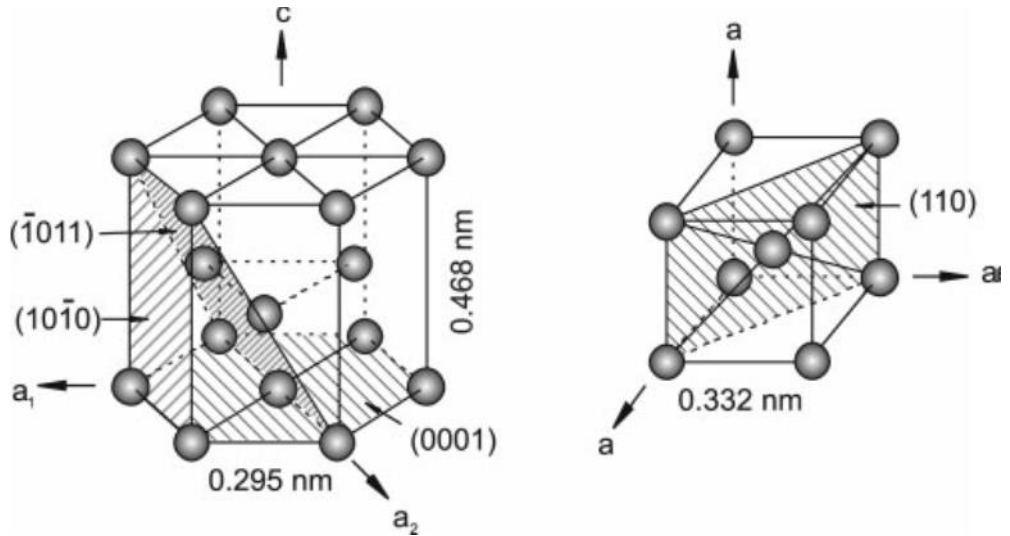 c
(1̄011)
(101̄0)
a₁
0.468 nm
(0001)
0.295 nm
a₂
a
(110)
a
0.332 nm
a